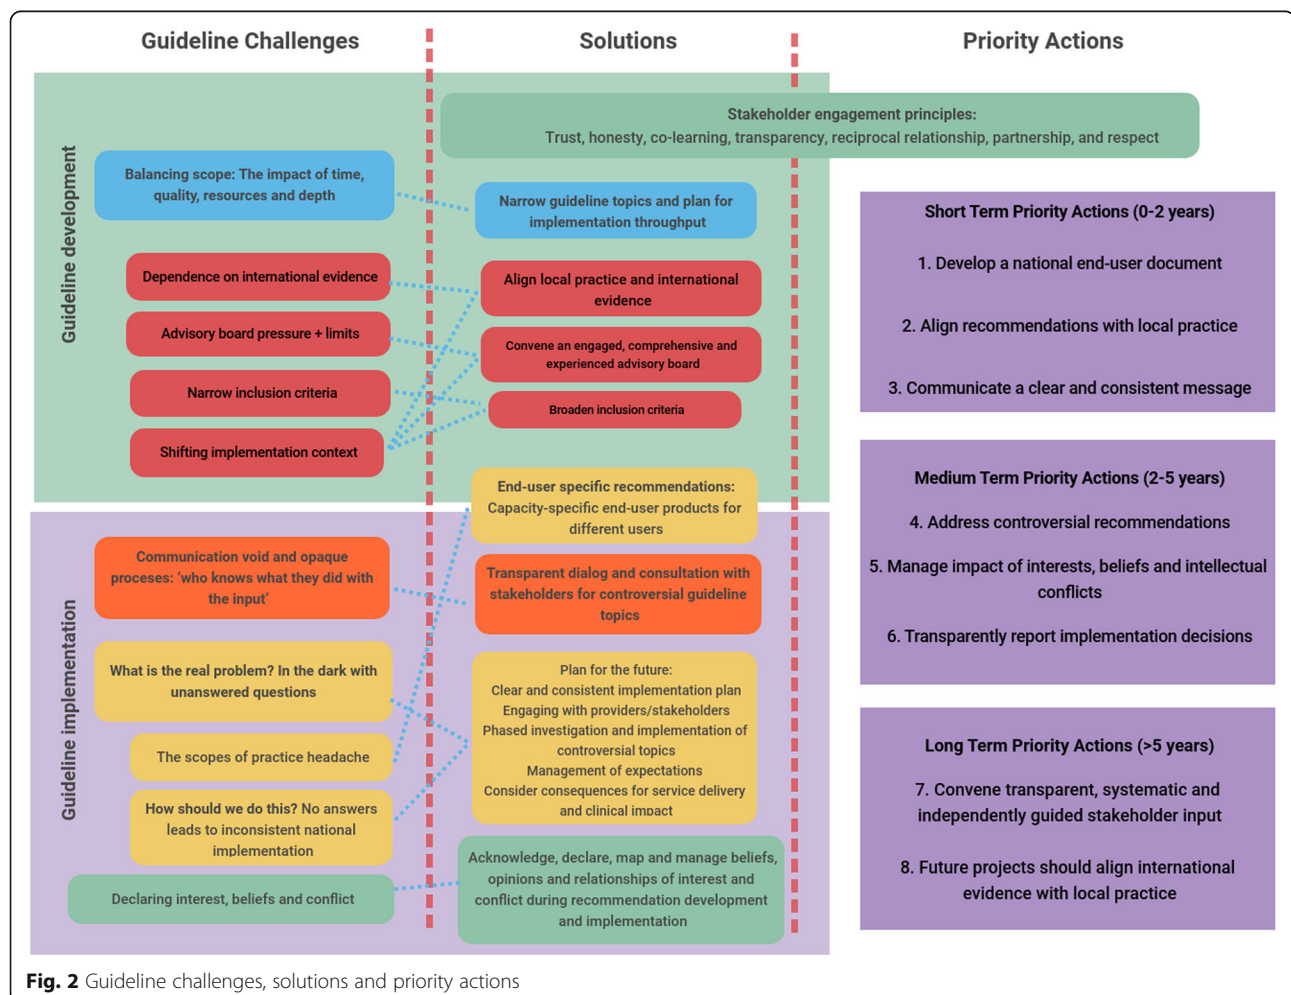 Guideline Challenges
Solutions
Priority Actions
Guideline development
Stakeholder engagement principles:
Trust, honesty, co-learning, transparency, reciprocal relationship, partnership, and respect
Balancing scope: The impact of time,
quality, resources and depth
Narrow guideline topics and plan for
implementation throughput
Dependence on international evidence
Align local practice and international
evidence
Advisory board pressure + limits
Convene an engaged, comprehensive and
experienced advisory board
Narrow inclusion criteria
Broaden inclusion criteria
Shifting implementation context
End-user specific recommendations:
Capacity-specific end-user products for
different users
Guideline implementation
Communication void and opaque
proceses: ‘who knows what they did with
the input’
Transparent dialog and consultation with
stakeholders for controversial guideline
topics
What is the real problem? In the dark with
unanswered questions
The scopes of practice headache
How should we do this? No answers
leads to inconsistent national
implementation
Plan for the future:
Clear and consistent implementation plan
Engaging with providers/stakeholders
Phased investigation and implementation of
controversial topics
Management of expectations
Consider consequences for service delivery
and clinical impact
Declaring interest, beliefs and conflict
Acknowledge, declare, map and manage beliefs,
opinions and relationships of interest and
conflict during recommendation development
and implementation
Short Term Priority Actions (0-2 years)
1. Develop a national end-user document
2. Align recommendations with local practice
3. Communicate a clear and consistent message
Medium Term Priority Actions (2-5 years)
4. Address controversial recommendations
5. Manage impact of interests, beliefs and intellectual
conflicts
6. Transparently report implementation decisions
Long Term Priority Actions (>5 years)
7. Convene transparent, systematic and
independently guided stakeholder input
8. Future projects should align international
evidence with local practice
Fig. 2 Guideline challenges, solutions and priority actions